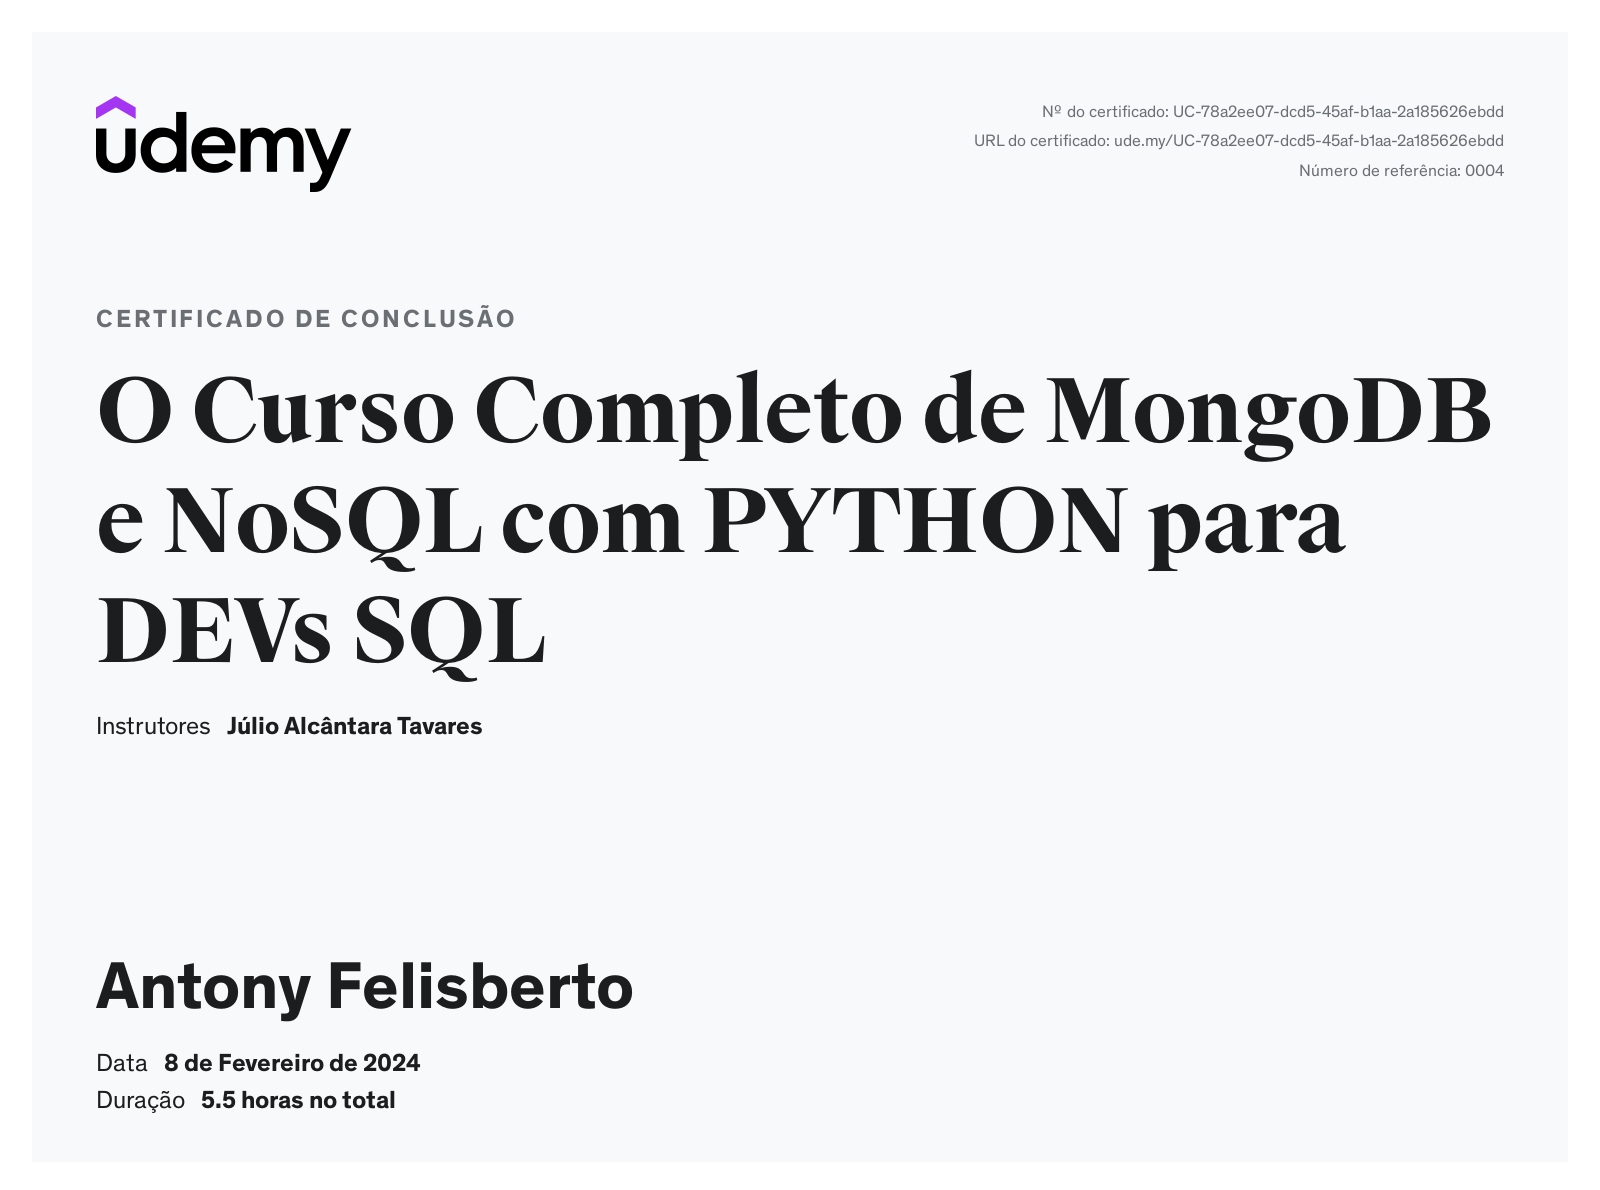 udemy
Nº do certificado: UC-78a2ee07-dcd5-45af-b1aa-2a185626ebdd
URL do certificado: ude.my/UC-78a2ee07-dcd5-45af-b1aa-2a185626ebdd
Número de referência: 0004
CERTIFICADO DE CONCLUSÃO
O Curso Completo de MongoDB
e NoSQL com PYTHON para
DEVs SQL
Instrutores Júlio Alcântara Tavares
Antony Felisberto
Data 8 de Fevereiro de 2024
Duração 5.5 horas no total